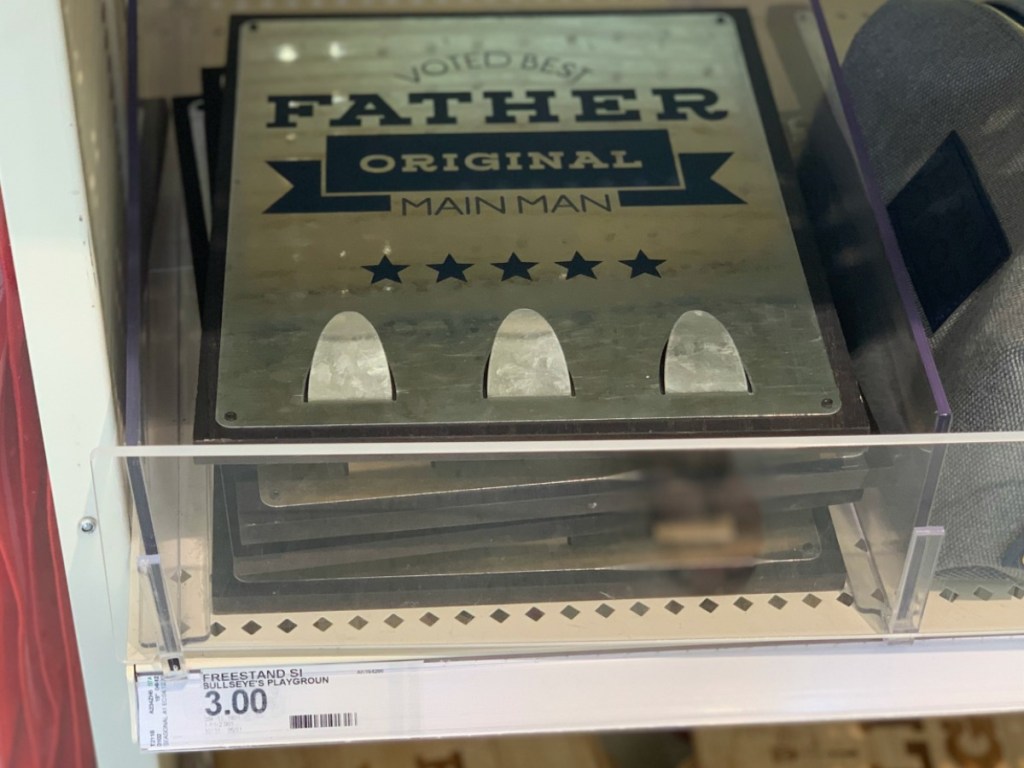 VOTED BEST
FATHER
ORIGINAL
MAIN MAN
FREESTAND SI
BULLSEYE'S PLAYGROUN
3.00